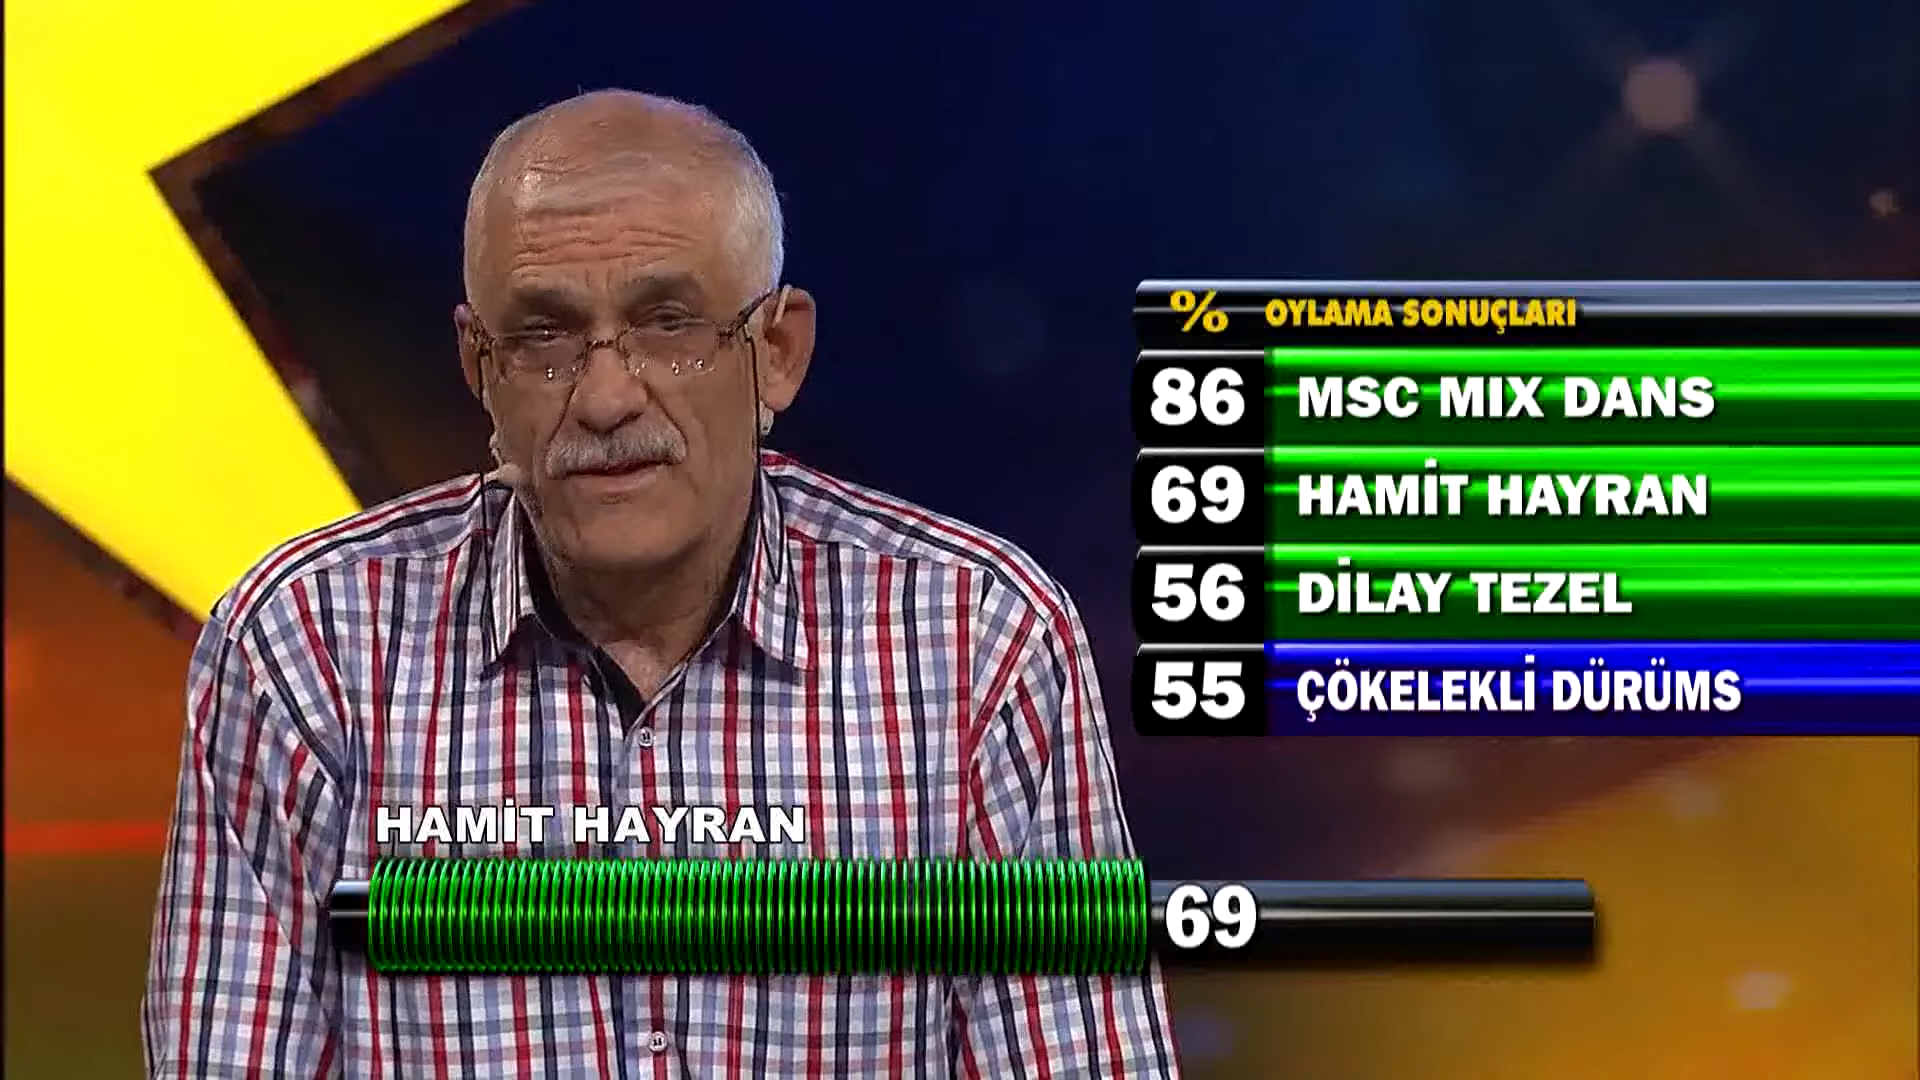 % OYLAMA SONUÇLARI
86 MSC MIX DANS
69 HAMİT HAYRAN
56 DİLAY TEZEL
55 ÇÖKELEKLİ DÜRÜMS
HAMİT HAYRAN
69